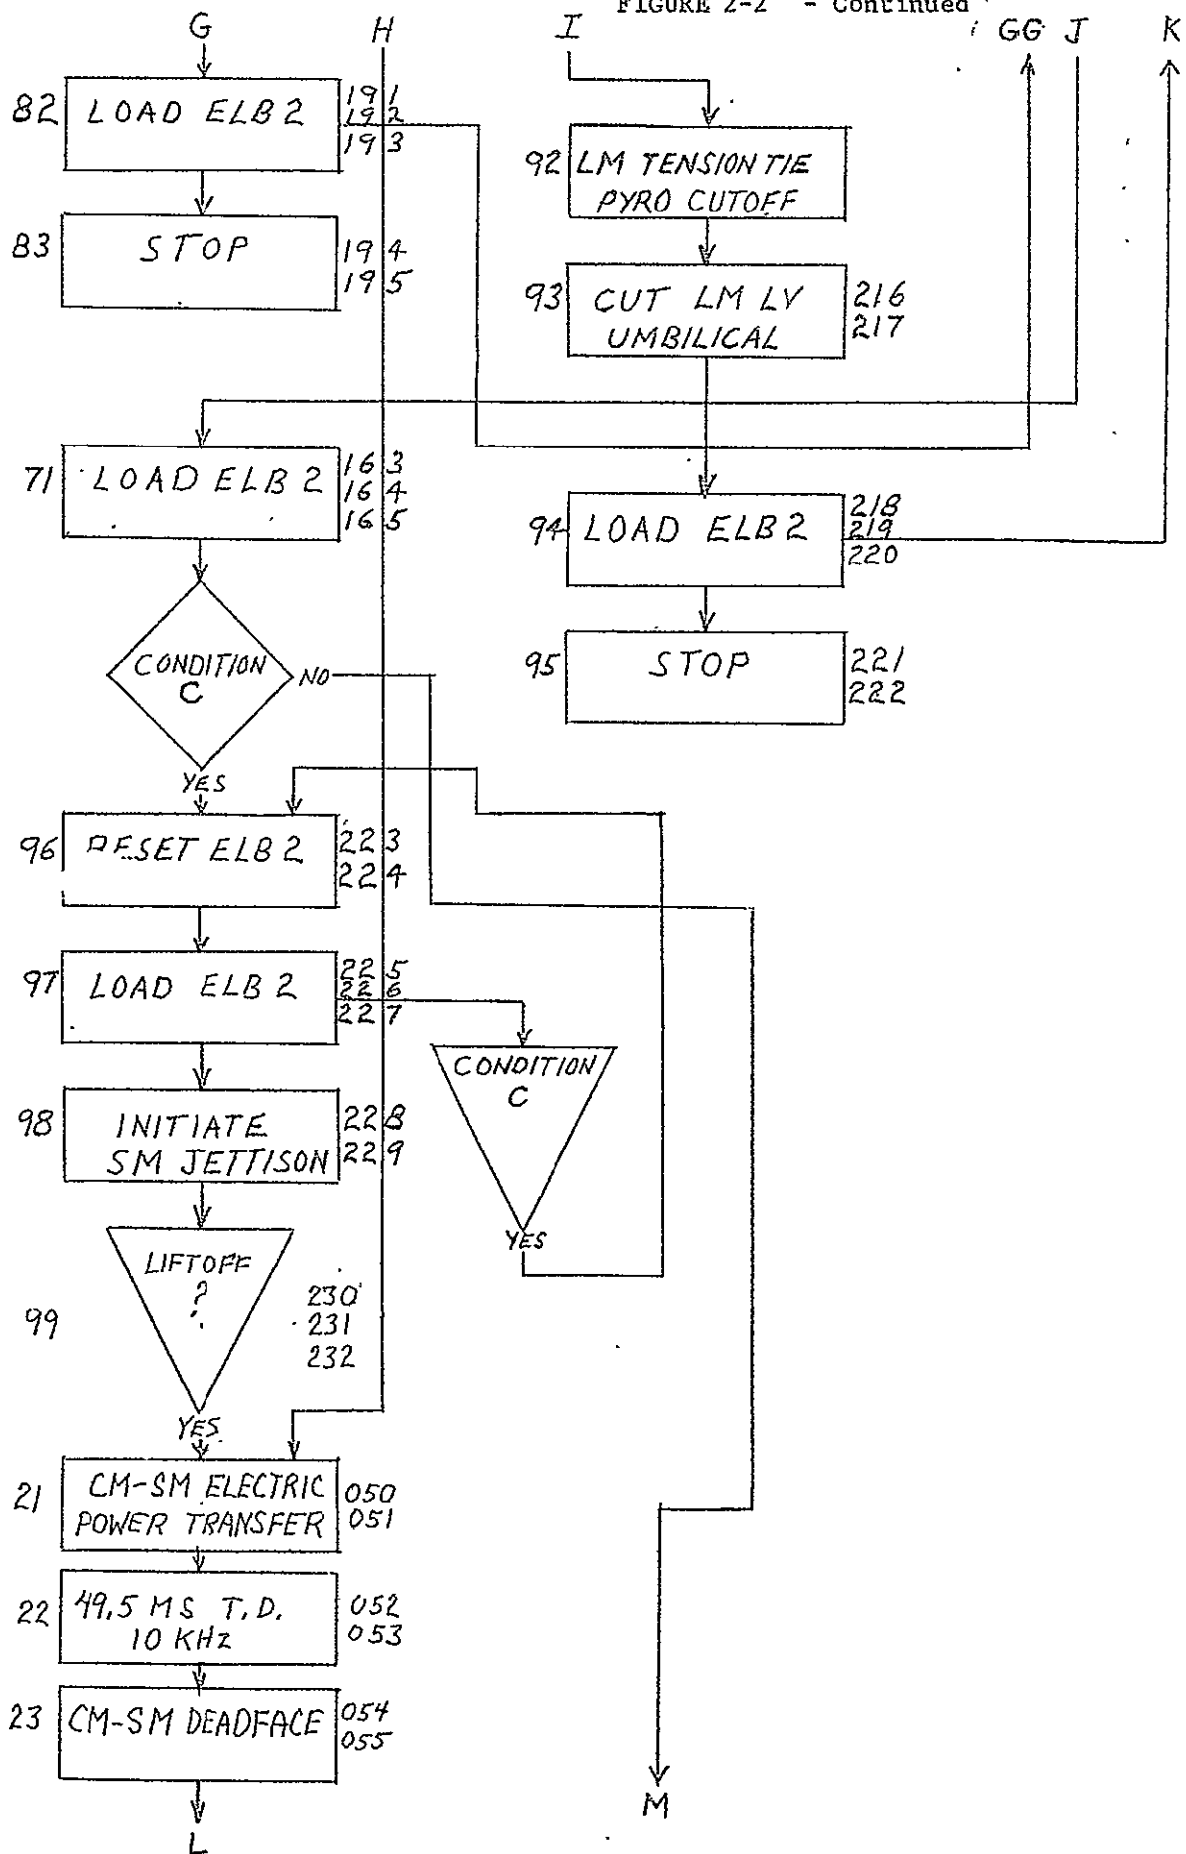 FIGURE 2-2 - Continued
G
H
I
GG
J
K
82
LOAD ELB 2
191
192
193
83
STOP
194
195
92
LM TENSION TIE
PYRO CUTOFF
93
CUT LM LV
UMBILICAL
216
217
71
LOAD ELB 2
163
164
165
94
LOAD ELB 2
218
219
220
95
STOP
221
222
CONDITION
C
NO
YES
96
RESET ELB 2
223
224
97
LOAD ELB 2
225
226
227
CONDITION
C
YES
98
INITIATE
SM JETTISON
228
229
99
LIFTOFF
?
230
231
232
YES
21
CM-SM ELECTRIC
POWER TRANSFER
050
051
22
49.5 MS T.D.
10 KHz
052
053
23
CM-SM DEADFACE
054
055
L
M